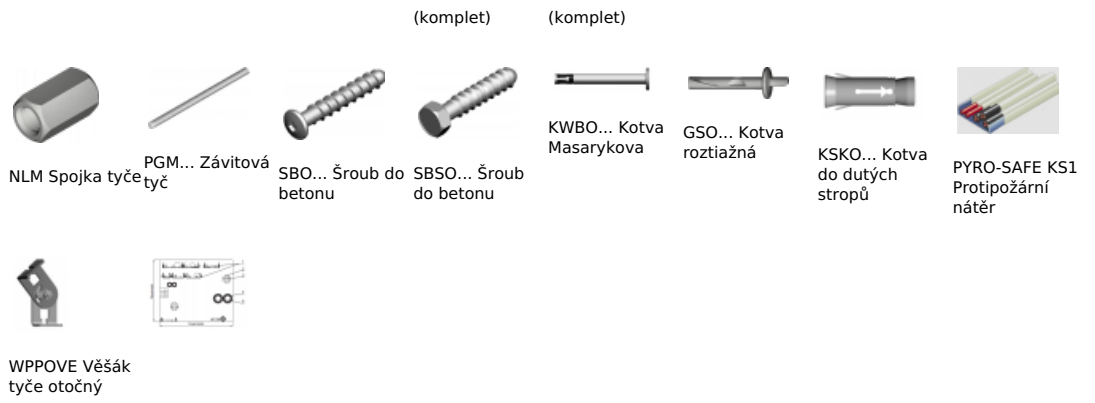 (komplet)
(komplet)
NLM Spojka tyče
PGM... Závitová
tyč
SBO... Šroub do
betonu
SBSO... Šroub
do betonu
KWBO... Kotva
Masarykova
GSO... Kotva
roztiažná
KSKO... Kotva
do dutých
stropů
PYRO-SAFE KS1
Protipožární
nátěr
WPPOVE Věšák
tyče otočný